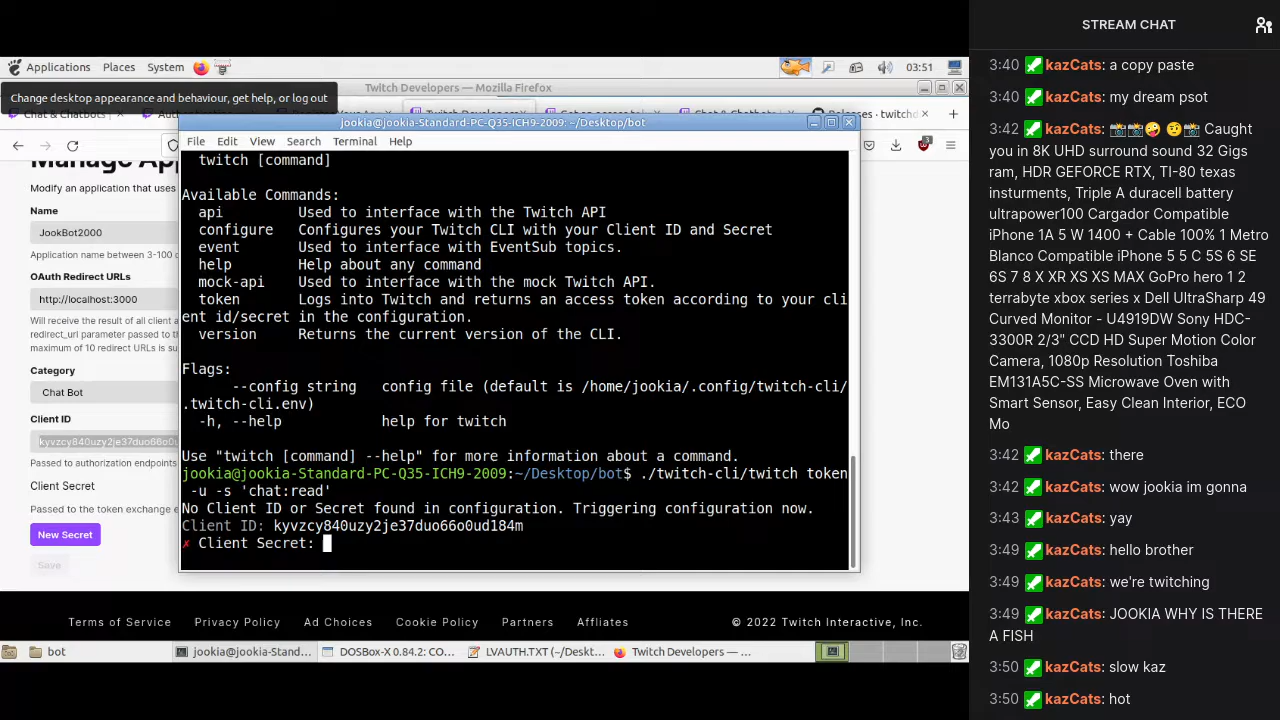 Applications Places System
03:51
Twitch Developers — Mozilla Firefox
Change desktop appearance and behaviour, get help, or log out
jookia@jookia-Standard-PC-Q35-ICH9-2009: ~/Desktop/bot
File Edit View Search Terminal Help
Modify an application that uses
Name
JookBot2000
Application name between 3-100 c
OAuth Redirect URLs
http://localhost:3000
Will receive the result of all client a
redirect_url parameter passed to th
maximum of 10 redirect URLs is su
Category
Chat Bot
Client ID
kyvzcy840uzy2je37duo66o0u
Passed to authorization endpoints
Client Secret
Passed to the token exchange e
New Secret
Save
twitch [command]
Available Commands:
api Used to interface with the Twitch API
configure Configures your Twitch CLI with your Client ID and Secret
event Used to interface with EventSub topics.
help Help about any command
mock-api Used to interface with the mock Twitch API.
token Logs into Twitch and returns an access token according to your cli
ent id/secret in the configuration.
version Returns the current version of the CLI.
Flags:
--config string config file (default is /home/jookia/.config/twitch-cli/
.twitch-cli.env)
-h, --help help for twitch
Use "twitch [command] --help" for more information about a command.
jookia@jookia-Standard-PC-Q35-ICH9-2009:~/Desktop/bot$ ./twitch-cli/twitch token
-u -s 'chat:read'
No Client ID or Secret found in configuration. Triggering configuration now.
Client ID: kyvzcy840uzy2je37duo66o0ud184m
✗ Client Secret:
Terms of Service Privacy Policy Ad Choices Cookie Policy Partners Affiliates © 2022 Twitch Interactive, Inc.
bot jookia@jookia-Stand... DOSBox-X 0.84.2: CO... LVAUTH.TXT (~/Deskt... Twitch Developers — ...
STREAM CHAT
3:40 kazCats: a copy paste
3:40 kazCats: my dream psot
3:42 kazCats: 📸📸🤪 🤨📸 Caught
you in 8K UHD surround sound 32 Gigs
ram, HDR GEFORCE RTX, TI-80 texas
insturments, Triple A duracell battery
ultrapower100 Cargador Compatible
iPhone 1A 5 W 1400 + Cable 100% 1 Metro
Blanco Compatible iPhone 5 5 C 5S 6 SE
6S 7 8 X XR XS XS MAX GoPro hero 1 2
terrabyte xbox series x Dell UltraSharp 49
Curved Monitor - U4919DW Sony HDC-
3300R 2/3" CCD HD Super Motion Color
Camera, 1080p Resolution Toshiba
EM131A5C-SS Microwave Oven with
Smart Sensor, Easy Clean Interior, ECO
Mo
3:42 kazCats: there
3:42 kazCats: wow jookia im gonna
3:43 kazCats: yay
3:49 kazCats: hello brother
3:49 kazCats: we're twitching
3:49 kazCats: JOOKIA WHY IS THERE
A FISH
3:50 kazCats: slow kaz
3:50 kazCats: hot